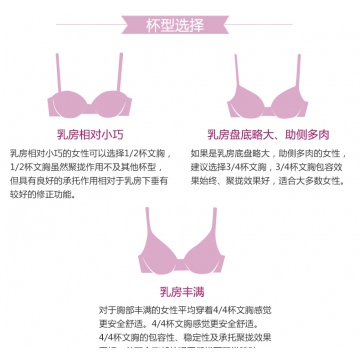 杯型选择
乳房相对小巧
乳房相对小巧的女性可以选择1/2杯文胸，
1/2杯文胸虽然聚拢作用不及其他杯型，
但具有良好的承托作用相对于乳房下垂有
较好的修正功能。
乳房盘底略大、助侧多肉
如果是乳房底盘略大，助侧多肉的女性，
建议选择3/4杯文胸，3/4杯文胸包容效
果始终、聚拢效果好，适合大多数女性。
乳房丰满
对于胸部丰满的女性平均穿着4/4杯文胸感觉
更安全舒适。4/4杯文胸感觉更安全舒适。
4/4杯文胸的包容性、稳定性及承托聚拢效果